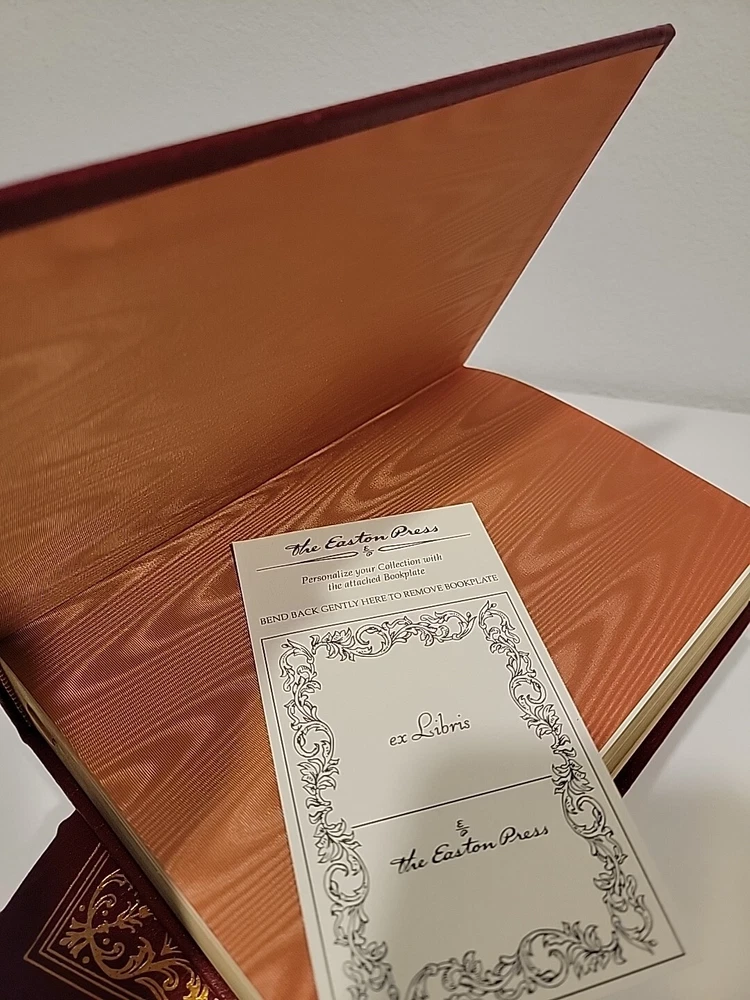 the Easton Press
Personalize your Collection with
the attached Bookplate
BEND BACK GENTLY HERE TO REMOVE BOOKPLATE
ex Libris
the Easton Press